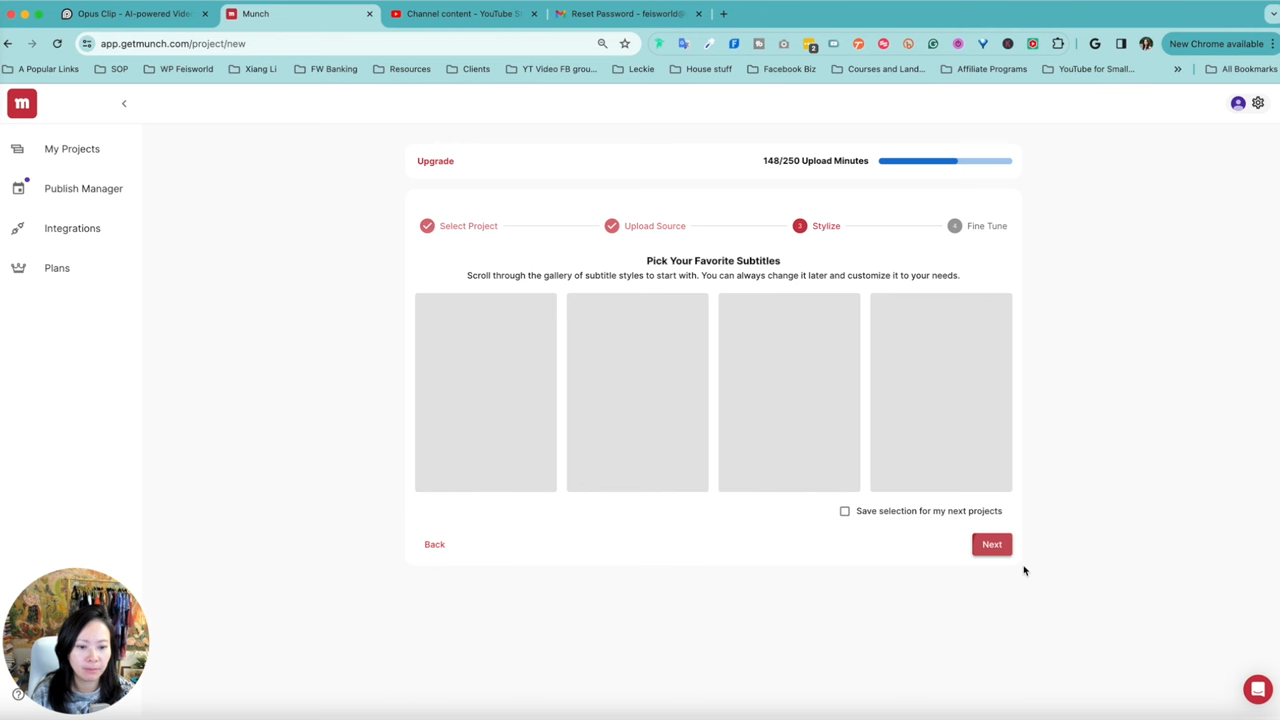 Opus Clip - AI-powered Video
Munch
Channel content - YouTube S
Reset Password - feisworld@
app.getmunch.com/project/new
2
New Chrome available
A Popular Links
SOP
WP Feisworld
Xiang Li
FW Banking
Resources
Clients
YT Video FB grou...
Leckie
House stuff
Facebook Biz
Courses and Land...
Affiliate Programs
YouTube for Small...
All Bookmarks
m
My Projects
Publish Manager
Integrations
Plans
Upgrade
148/250 Upload Minutes
Select Project
Upload Source
3 Stylize
4 Fine Tune
Pick Your Favorite Subtitles
Scroll through the gallery of subtitle styles to start with. You can always change it later and customize it to your needs.
Save selection for my next projects
Back
Next